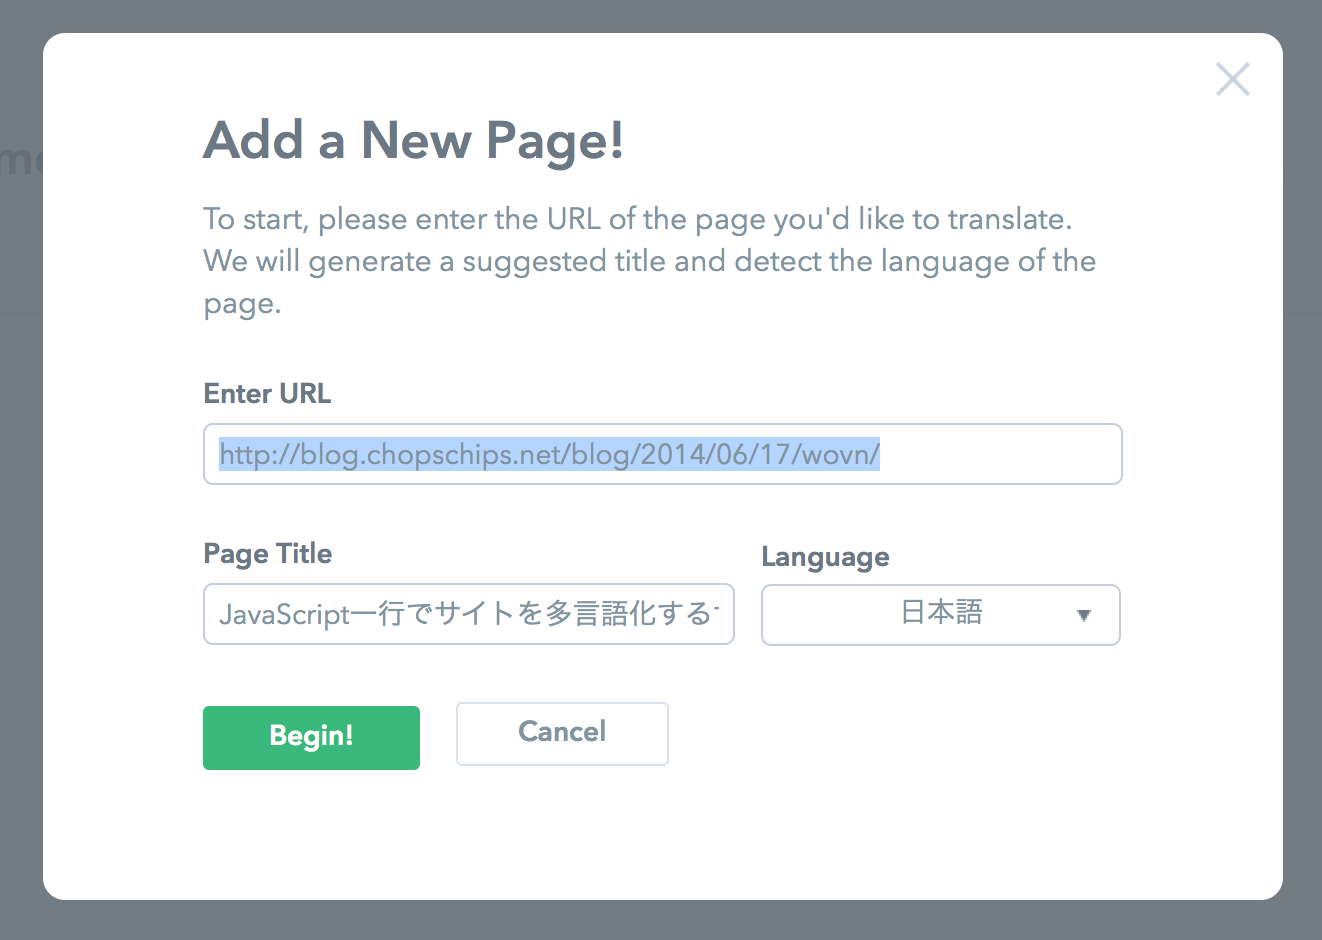 Add a New Page!
To start, please enter the URL of the page you'd like to translate.
We will generate a suggested title and detect the language of the
page.
Enter URL
http://blog.chopschips.net/blog/2014/06/17/wovn/
Page Title
Language
JavaScript一行でサイトを多言語化する
日本語
Begin!
Cancel